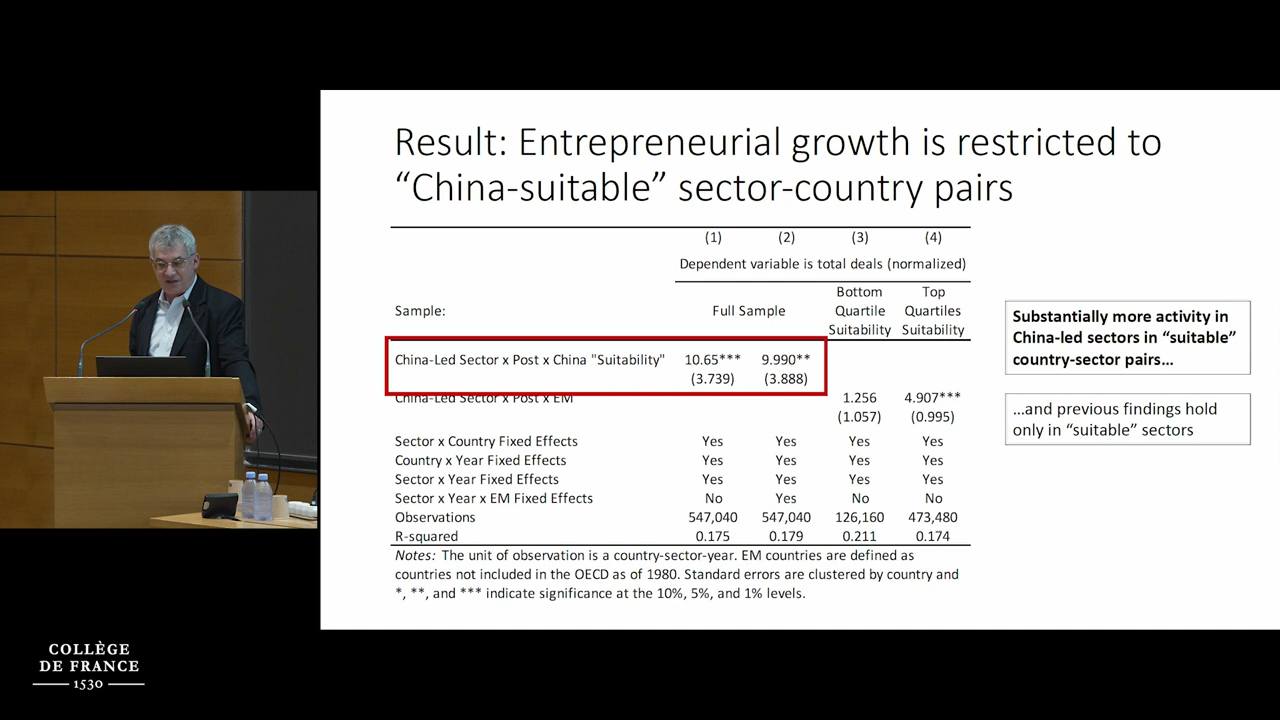 Result: Entrepreneurial growth is restricted to
“China-suitable” sector-country pairs
(1) (2) (3) (4)
Dependent variable is total deals (normalized)
Sample: Full Sample Bottom Quartile Suitability Top Quartiles Suitability
China-Led Sector x Post x China "Suitability" 10.65*** 9.990**
(3.739) (3.888)
China-Led Sector x Post x EM 1.256 4.907***
(1.057) (0.995)
Sector x Country Fixed Effects Yes Yes Yes Yes
Country x Year Fixed Effects Yes Yes Yes Yes
Sector x Year Fixed Effects Yes Yes Yes Yes
Sector x Year x EM Fixed Effects No Yes No No
Observations 547,040 547,040 126,160 473,480
R-squared 0.175 0.179 0.211 0.174
Notes: The unit of observation is a country-sector-year. EM countries are defined as
countries not included in the OECD as of 1980. Standard errors are clustered by country and
*, **, and *** indicate significance at the 10%, 5%, and 1% levels.
Substantially more activity in
China-led sectors in “suitable”
country-sector pairs…
…and previous findings hold
only in “suitable” sectors
COLLÈGE
DE FRANCE
1530